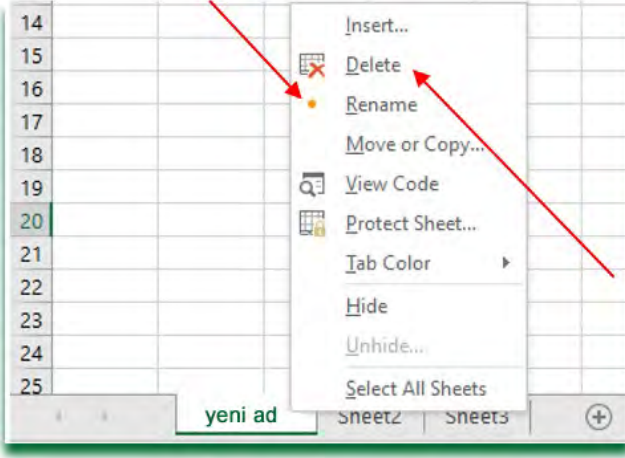 14
15
16
17
18
19
20
21
22
23
24
25
Insert...
Delete
Rename
Move or Copy...
View Code
Protect Sheet...
Tab Color
Hide
Unhide...
Select All Sheets
yeni ad Sheet2 Sheet3